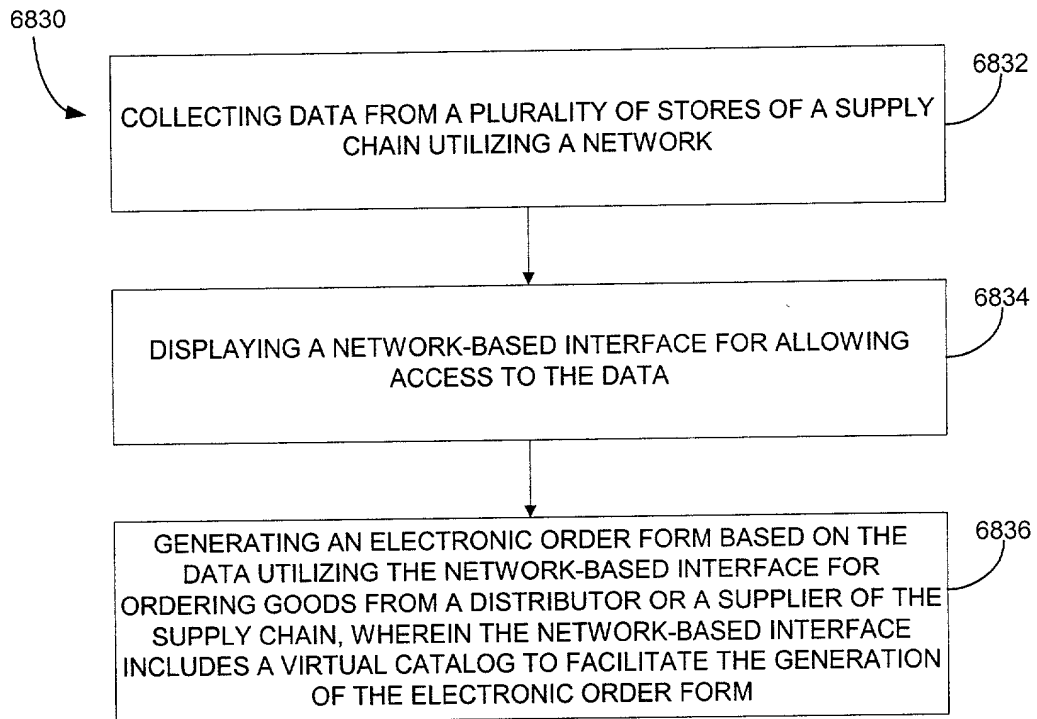 6830
6832
COLLECTING DATA FROM A PLURALITY OF STORES OF A SUPPLY
CHAIN UTILIZING A NETWORK
6834
DISPLAYING A NETWORK-BASED INTERFACE FOR ALLOWING
ACCESS TO THE DATA
6836
GENERATING AN ELECTRONIC ORDER FORM BASED ON THE
DATA UTILIZING THE NETWORK-BASED INTERFACE FOR
ORDERING GOODS FROM A DISTRIBUTOR OR A SUPPLIER OF THE
SUPPLY CHAIN, WHEREIN THE NETWORK-BASED INTERFACE
INCLUDES A VIRTUAL CATALOG TO FACILITATE THE GENERATION
OF THE ELECTRONIC ORDER FORM